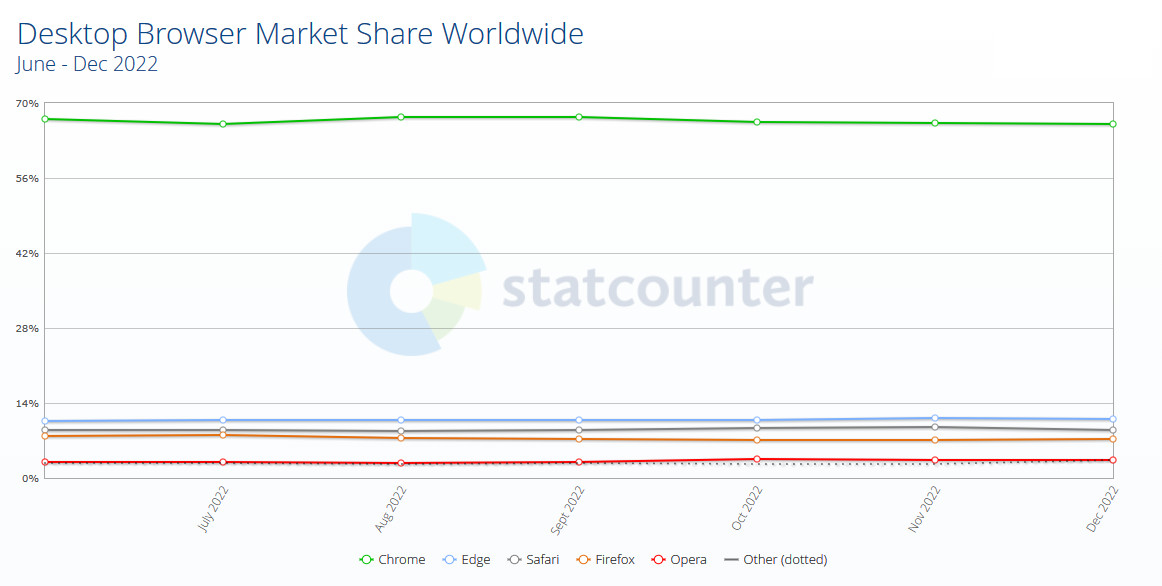 Desktop Browser Market Share Worldwide
June - Dec 2022
70%
56%
42%
28%
14%
0%
statcounter
July 2022
Aug 2022
Sept 2022
Oct 2022
Nov 2022
Dec 2022
Chrome Edge Safari Firefox Opera Other (dotted)